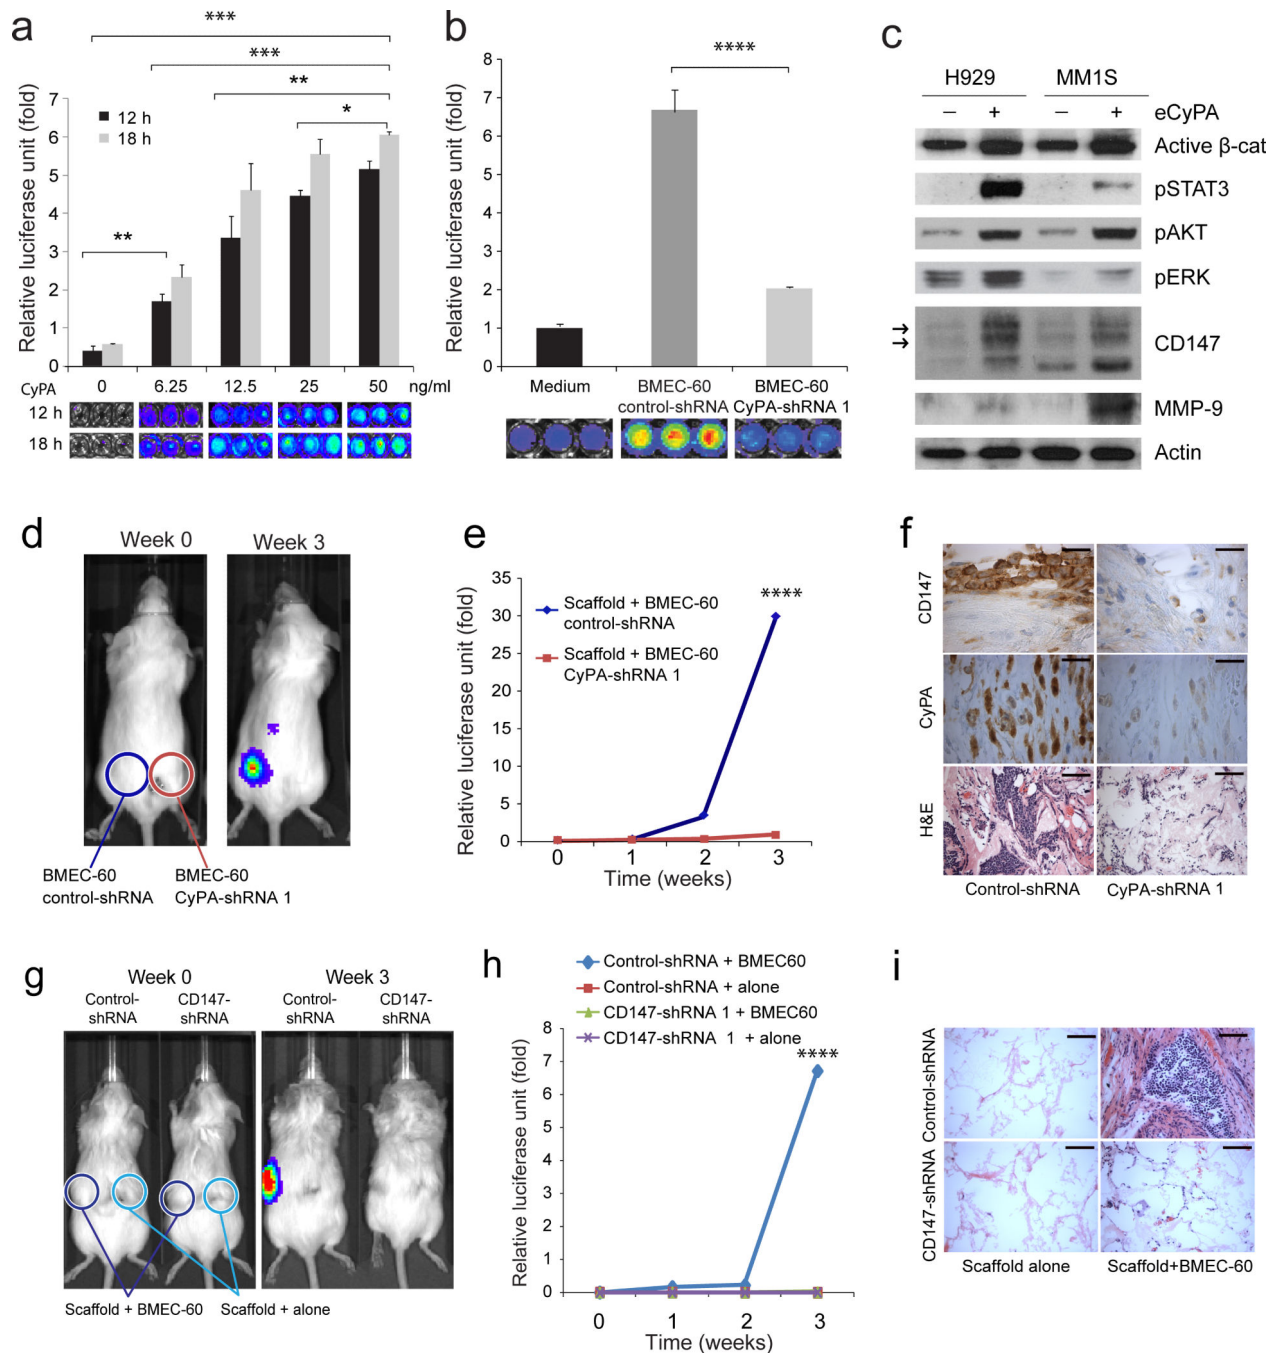 a
***
***
**
*
**
12 h
18 h
Relative luciferase unit (fold)
8
7
6
5
4
3
2
1
0
CyPA 0 6.25 12.5 25 50 ng/ml
12 h
18 h
b
****
Relative luciferase unit (fold)
8
7
6
5
4
3
2
1
0
Medium
BMEC-60
control-shRNA
BMEC-60
CyPA-shRNA 1
c
H929 MM1S
– + – + eCyPA
Active β-cat
pSTAT3
pAKT
pERK
CD147
MMP-9
Actin
d
Week 0 Week 3
BMEC-60
control-shRNA
BMEC-60
CyPA-shRNA 1
e
Relative luciferase unit (fold)
35
30
25
20
15
10
5
0
****
Scaffold + BMEC-60
control-shRNA
Scaffold + BMEC-60
CyPA-shRNA 1
0 1 2 3
Time (weeks)
f
CD147
CyPA
H&E
Control-shRNA CyPA-shRNA 1
g
Week 0 Week 3
Control-
shRNA
CD147-
shRNA
Control-
shRNA
CD147-
shRNA
Scaffold + BMEC-60 Scaffold + alone
h
Control-shRNA + BMEC60
Control-shRNA + alone
CD147-shRNA 1 + BMEC60
CD147-shRNA 1 + alone
****
Relative luciferase unit (fold)
8
7
6
5
4
3
2
1
0
0 1 2 3
Time (weeks)
i
Control-shRNA
CD147-shRNA
Scaffold alone Scaffold+BMEC-60